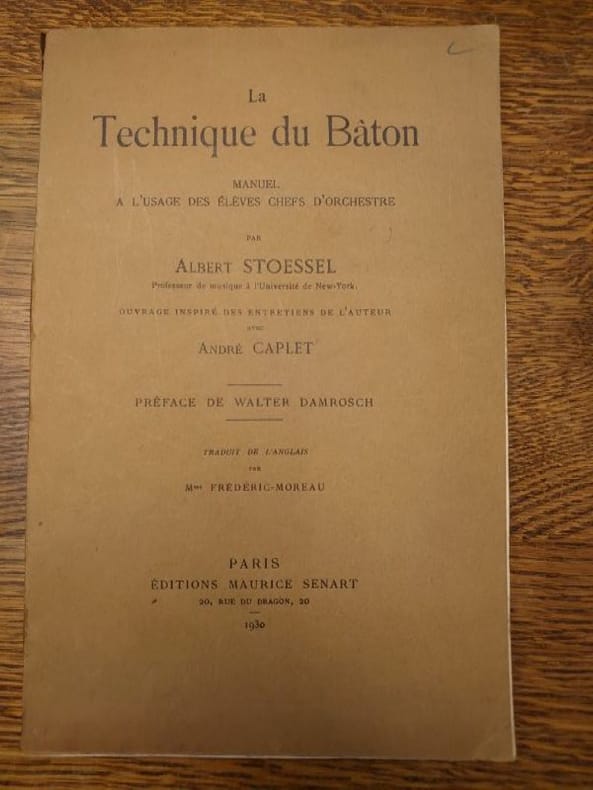 La
Technique du Bâton
MANUEL
A L'USAGE DES ÉLÈVES CHEFS D'ORCHESTRE
PAR
ALBERT STOESSEL
Professeur de musique à l'Université de New-York.
OUVRAGE INSPIRÉ DES ENTRETIENS DE L'AUTEUR
AVEC
ANDRÉ CAPLET
PRÉFACE DE WALTER DAMROSCH
TRADUIT DE L'ANGLAIS
PAR
Mme FRÉDÉRIC-MOREAU
PARIS
ÉDITIONS MAURICE SENART
20, RUE DU DRAGON, 20
1930